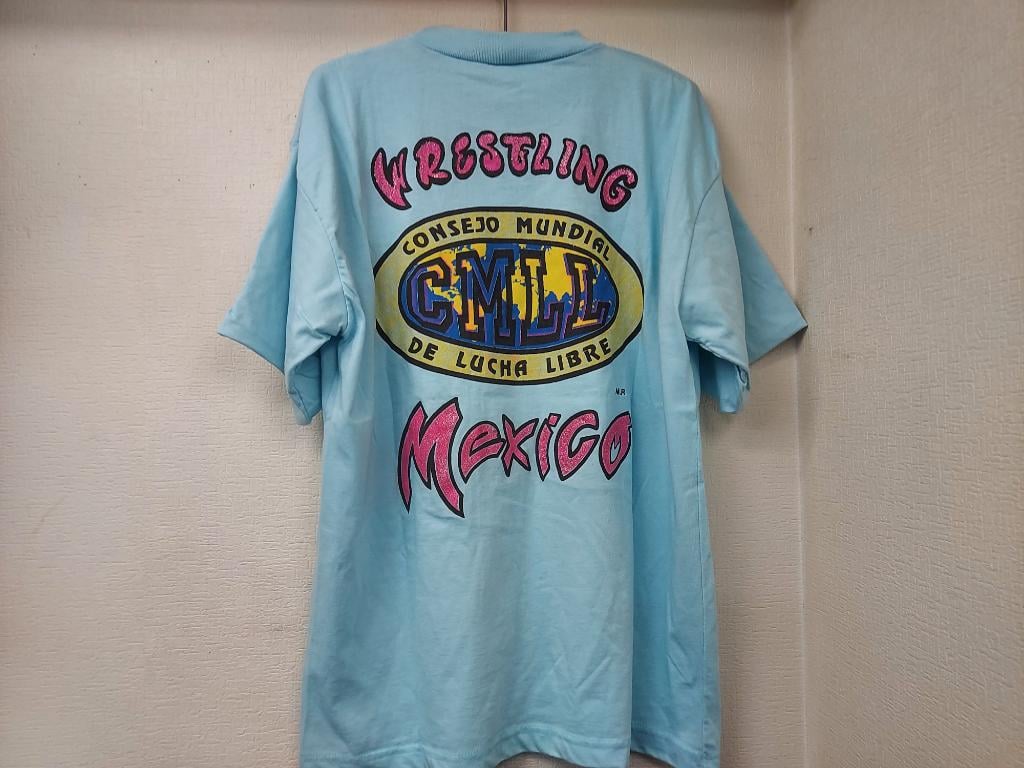 WRESTLING
CONSEJO MUNDIAL
CMLL
DE LUCHA LIBRE
M.R
MexiCO